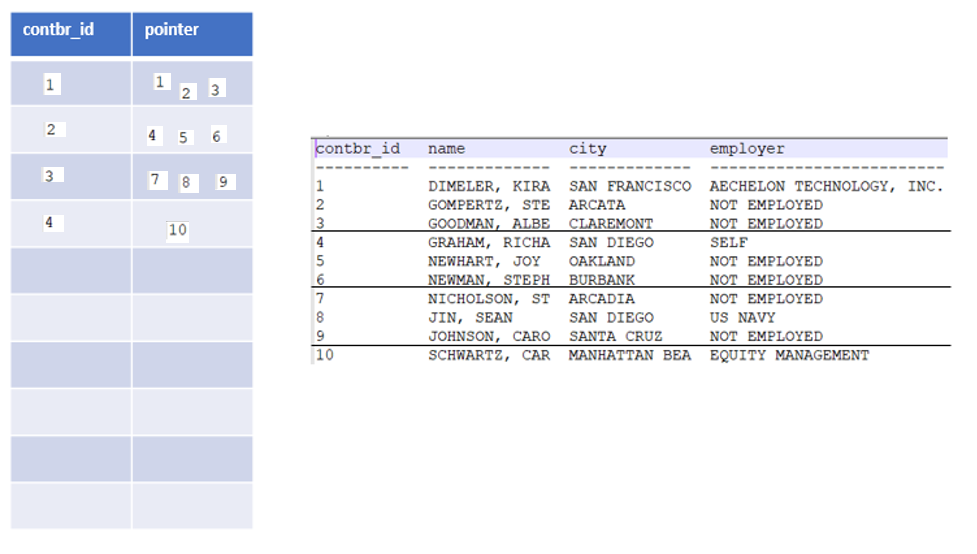 contbr_id pointer
1 1 2 3
2 4 5 6
3 7 8 9
4 10
contbr_id name city employer
---------- ------------- ------------- -------------------------
1 DIMELER, KIRA SAN FRANCISCO AECHELON TECHNOLOGY, INC.
2 GOMPERTZ, STE ARCATA NOT EMPLOYED
3 GOODMAN, ALBE CLAREMONT NOT EMPLOYED
4 GRAHAM, RICHA SAN DIEGO SELF
5 NEWHART, JOY OAKLAND NOT EMPLOYED
6 NEWMAN, STEPH BURBANK NOT EMPLOYED
7 NICHOLSON, ST ARCADIA NOT EMPLOYED
8 JIN, SEAN SAN DIEGO US NAVY
9 JOHNSON, CARO SANTA CRUZ NOT EMPLOYED
10 SCHWARTZ, CAR MANHATTAN BEA EQUITY MANAGEMENT